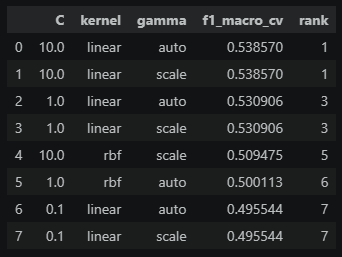 C kernel gamma f1_macro_cv rank
0 10.0 linear auto 0.538570 1
1 10.0 linear scale 0.538570 1
2 1.0 linear auto 0.530906 3
3 1.0 linear scale 0.530906 3
4 10.0 rbf scale 0.509475 5
5 1.0 rbf auto 0.500113 6
6 0.1 linear auto 0.495544 7
7 0.1 linear scale 0.495544 7